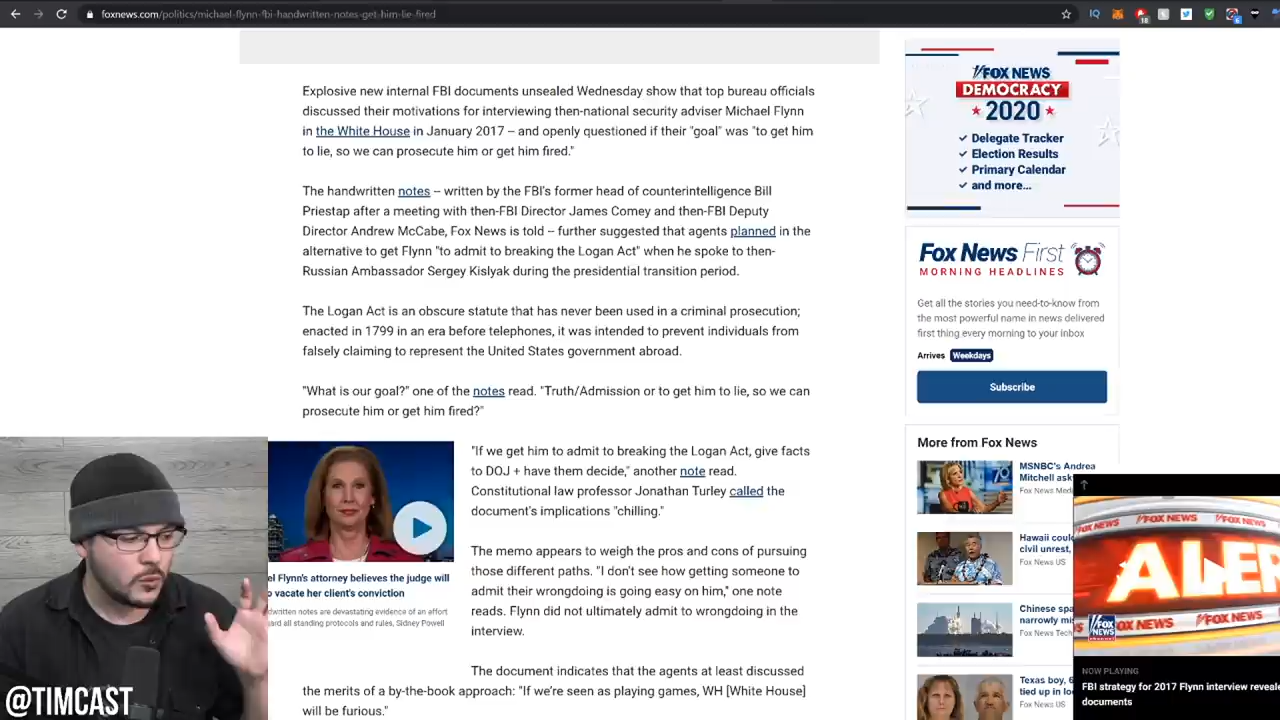 foxnews.com/politics/michael-flynn-fbi-handwritten-notes-get-him-lie-fired
IQ
18
6
Explosive new internal FBI documents unsealed Wednesday show that top bureau officials
discussed their motivations for interviewing then-national security adviser Michael Flynn
in the White House in January 2017 -- and openly questioned if their "goal" was "to get him
to lie, so we can prosecute him or get him fired."
The handwritten notes -- written by the FBI's former head of counterintelligence Bill
Priestap after a meeting with then-FBI Director James Comey and then-FBI Deputy
Director Andrew McCabe, Fox News is told -- further suggested that agents planned in the
alternative to get Flynn "to admit to breaking the Logan Act" when he spoke to then-
Russian Ambassador Sergey Kislyak during the presidential transition period.
The Logan Act is an obscure statute that has never been used in a criminal prosecution;
enacted in 1799 in an era before telephones, it was intended to prevent individuals from
falsely claiming to represent the United States government abroad.
"What is our goal?" one of the notes read. "Truth/Admission or to get him to lie, so we can
prosecute him or get him fired?"
"If we get him to admit to breaking the Logan Act, give facts
to DOJ + have them decide," another note read.
Constitutional law professor Jonathan Turley called the
document's implications "chilling."
The memo appears to weigh the pros and cons of pursuing
those different paths. "I don't see how getting someone to
admit their wrongdoing is going easy on him," one note
reads. Flynn did not ultimately admit to wrongdoing in the
interview.
The document indicates that the agents at least discussed
the merits of a by-the-book approach: "If we're seen as playing games, WH [White House]
will be furious."
el Flynn's attorney believes the judge will
o vacate her client's conviction
dwritten notes are devastating evidence of an effort
ard all standing protocols and rules, Sidney Powell
@TIMCAST
FOX NEWS
DEMOCRACY
2020
Delegate Tracker
Election Results
Primary Calendar
and more...
Fox News First
MORNING HEADLINES
Get all the stories you need-to-know from
the most powerful name in news delivered
first thing every morning to your inbox
Arrives Weekdays
Subscribe
More from Fox News
MSNBC's Andrea
Mitchell ask
Fox News Med
Hawaii coul
civil unrest,
Fox News US
Chinese spa
narrowly mi
Fox News Tech
Texas boy, 6
tied up in lo
Fox News US
FOX NEWS
FOX NEWS
ALER
FOX NEWS
FOX NEWS
FOX NEWS
NOW PLAYING
FBI strategy for 2017 Flynn interview reveale
documents